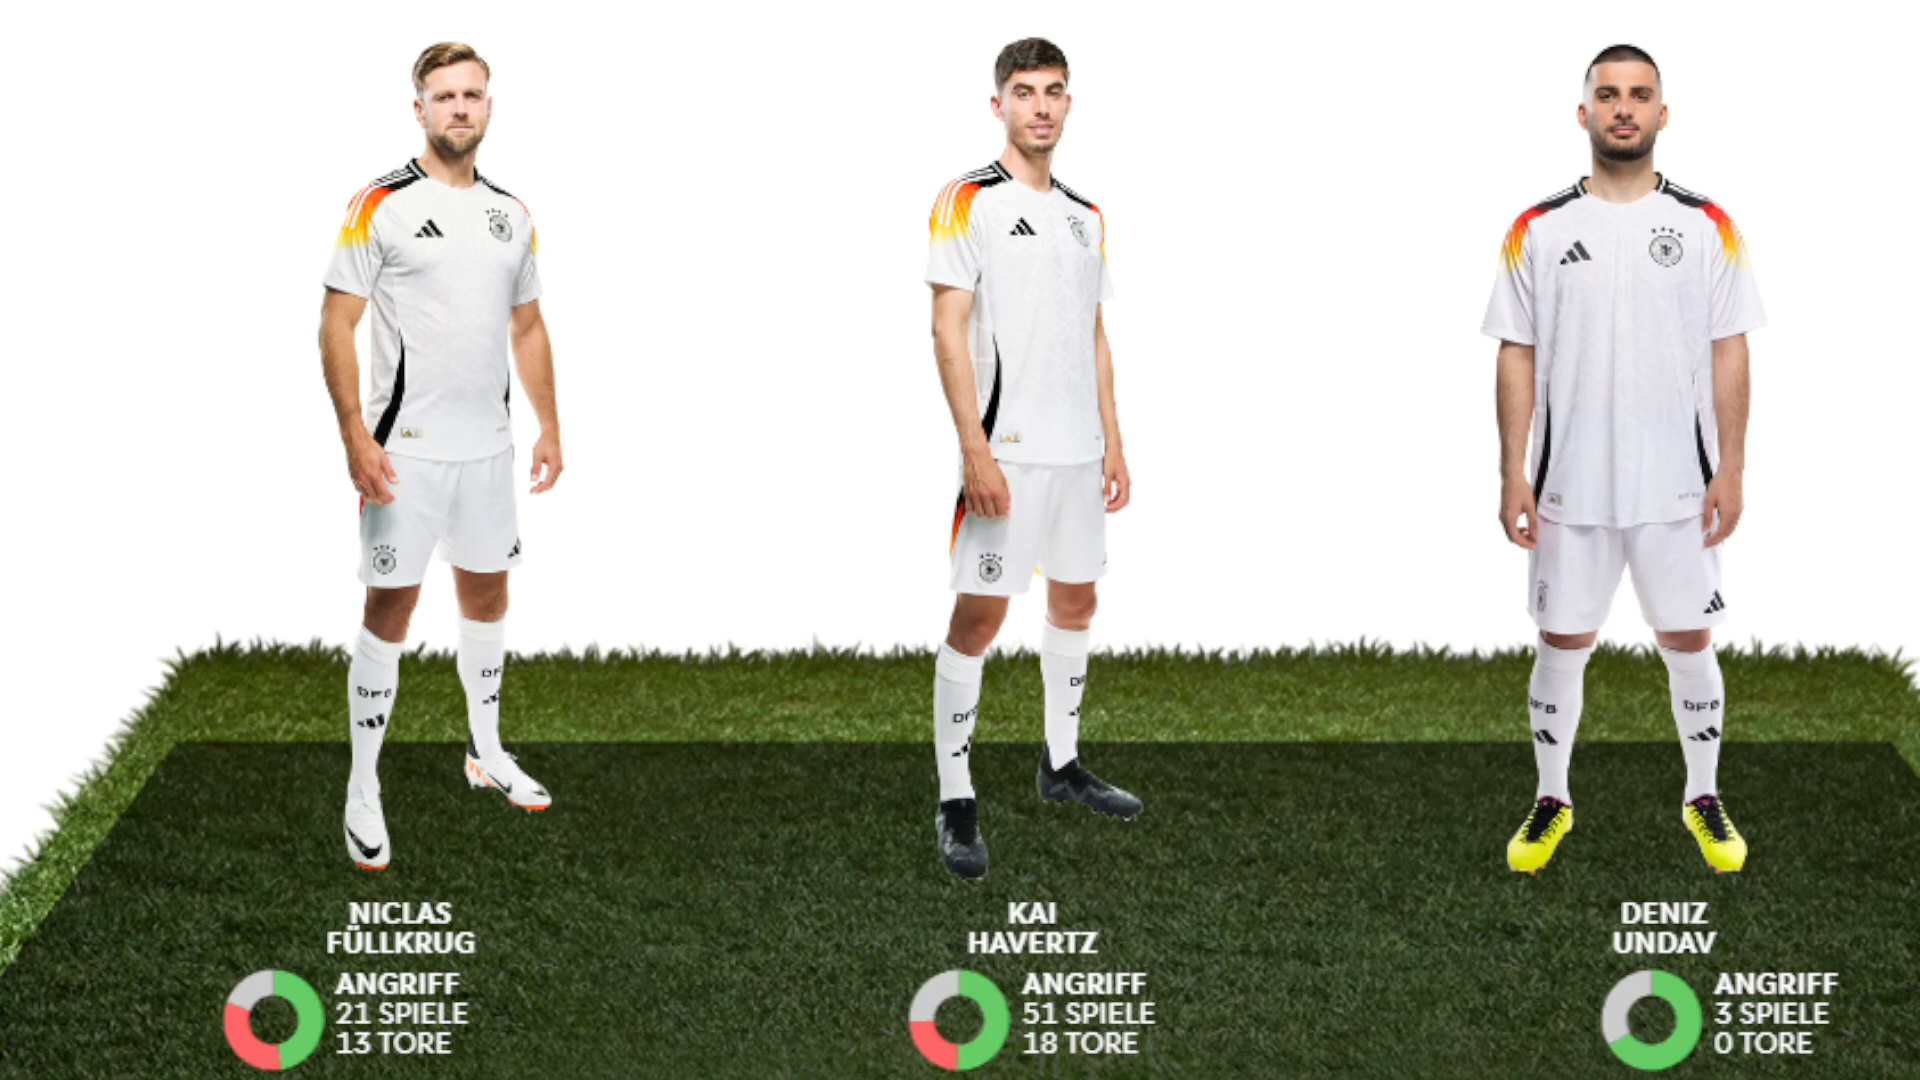 NICLAS
FÜLLKRUG
ANGRIFF
21 SPIELE
13 TORE
KAI
HAVERTZ
ANGRIFF
51 SPIELE
18 TORE
DENIZ
UNDAV
ANGRIFF
3 SPIELE
0 TORE
DFB